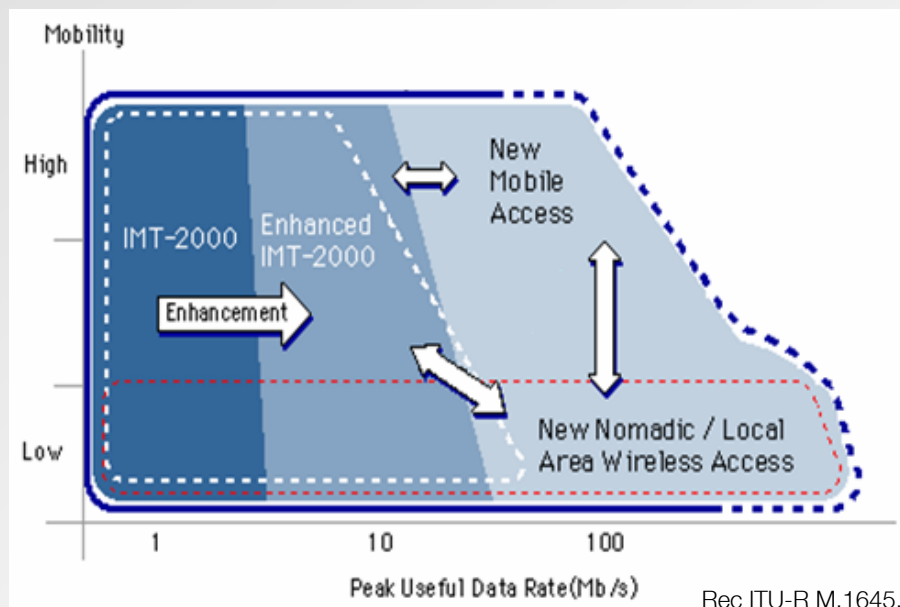 Mobility
High
New
Mobile
Access
IMT-2000
Enhanced
IMT-2000
Enhancement
Low
New Nomadic / Local
Area Wireless Access
1 10 100
Peak Useful Data Rate(Mb/s)
Rec ITU-R M.1645.